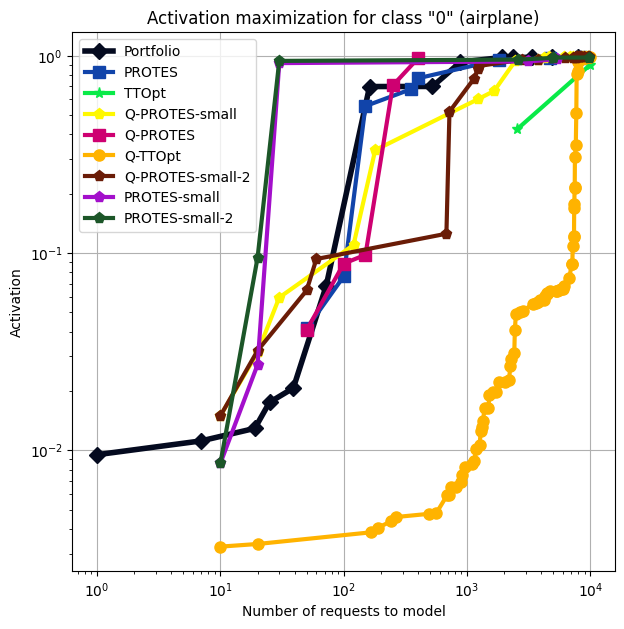 Activation maximization for class "0" (airplane)
Portfolio
PROTES
TTOpt
Q-PROTES-small
Q-PROTES
Q-TTOpt
Q-PROTES-small-2
PROTES-small
PROTES-small-2
Activation
10⁰
10⁻¹
10⁻²
10⁰ 10¹ 10² 10³ 10⁴
Number of requests to model